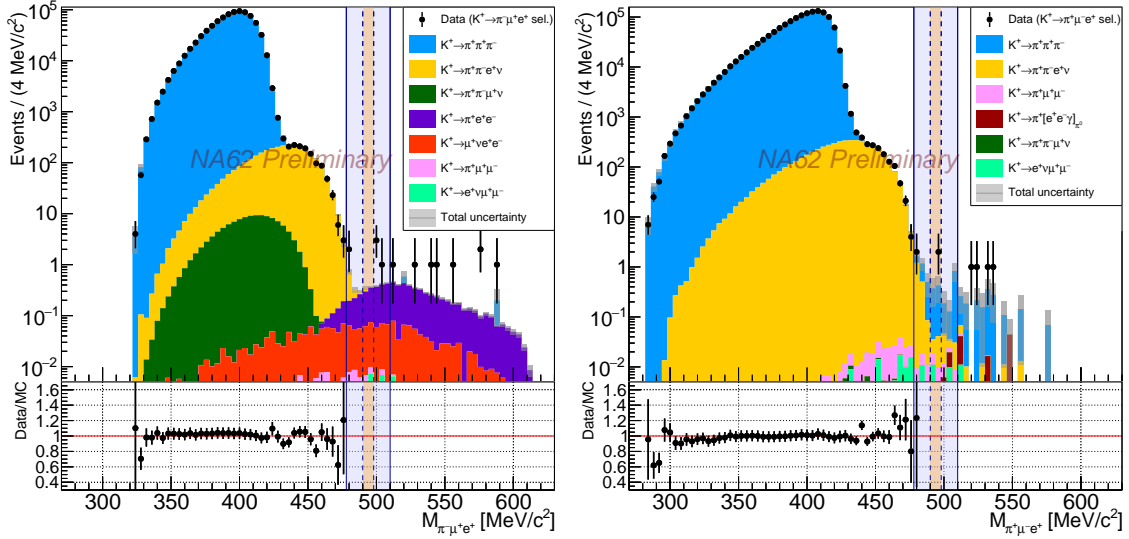 Events / (4 MeV/c²)
10⁵
10⁴
10³
10²
10
1
10⁻¹
10⁻²
Data (K⁺→π⁻μ⁺e⁺ sel.)
K⁺→π⁺π⁺π⁻
K⁺→π⁺π⁻e⁺ν
K⁺→π⁺π⁻μ⁺ν
K⁺→π⁺e⁺e⁻
K⁺→μ⁺νe⁺e⁻
K⁺→π⁺μ⁺μ⁻
K⁺→e⁺νμ⁺μ⁻
Total uncertainty
NA62 Preliminary
Data/MC
1.6
1.4
1.2
1
0.8
0.6
0.4
300 350 400 450 500 550 600
M_π⁻μ⁺e⁺ [MeV/c²]
Events / (4 MeV/c²)
10⁵
10⁴
10³
10²
10
1
10⁻¹
10⁻²
Data (K⁺→π⁺μ⁻e⁺ sel.)
K⁺→π⁺π⁺π⁻
K⁺→π⁺π⁻e⁺ν
K⁺→π⁺μ⁺μ⁻
K⁺→π⁺[e⁺e⁻γ]_π⁰
K⁺→π⁺π⁻μ⁺ν
K⁺→e⁺νμ⁺μ⁻
Total uncertainty
NA62 Preliminary
Data/MC
1.6
1.4
1.2
1
0.8
0.6
0.4
300 350 400 450 500 550 600
M_π⁺μ⁻e⁺ [MeV/c²]